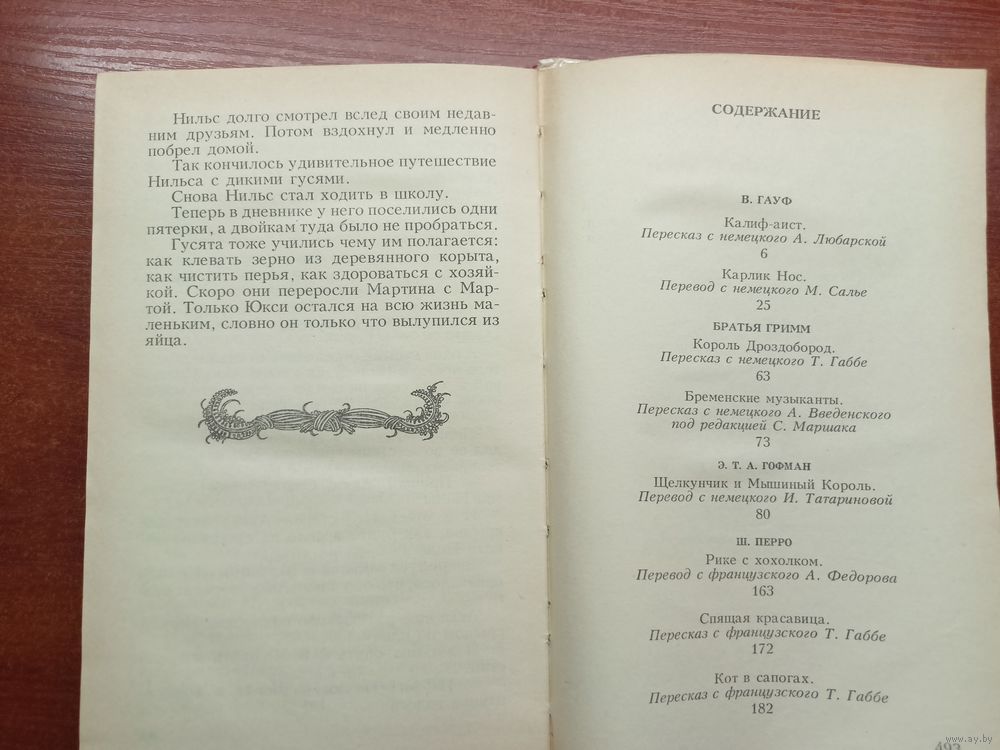 Нильс долго смотрел вслед своим недав-
ним друзьям. Потом вздохнул и медленно
побрел домой.
Так кончилось удивительное путешествие
Нильса с дикими гусями.
Снова Нильс стал ходить в школу.
Теперь в дневнике у него поселились одни
пятерки, а двойкам туда было не пробраться.
Гусята тоже учились чему им полагается:
как клевать зерно из деревянного корыта,
как чистить перья, как здороваться с хозяй-
кой. Скоро они переросли Мартина с Мар-
той. Только Юкси остался на всю жизнь ма-
леньким, словно он только что вылупился из
яйца.
СОДЕРЖАНИЕ
В. ГАУФ
Калиф-аист.
Пересказ с немецкого А. Любарской
6
Карлик Нос.
Перевод с немецкого М. Салье
25
БРАТЬЯ ГРИММ
Король Дроздобород.
Пересказ с немецкого Т. Габбе
63
Бременские музыканты.
Пересказ с немецкого А. Введенского
под редакцией С. Маршака
73
Э. Т. А. ГОФМАН
Щелкунчик и Мышиный Король.
Перевод с немецкого И. Татариновой
80
Ш. ПЕРРО
Рике с хохолком.
Перевод с французского А. Федорова
163
Спящая красавица.
Пересказ с французского Т. Габбе
172
Кот в сапогах.
Пересказ с французского Т. Габбе
182
493
www.ay.by